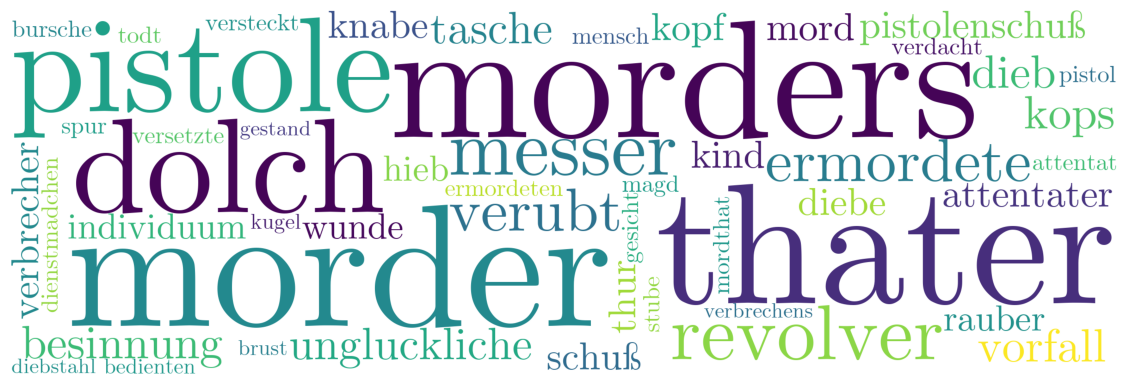 bursche
todt
versteckt
knabe
tasche
mensch
kopf
mord
pistolenschuß
verdacht
pistole
morders
dieb
pistol
kops
spur
versetzte
gestand
dolch
messer
kind
ermordete
attentat
hieb
ermordeten
magd
verbrecher
dienstmadchen
individuum
kugel
wunde
verubt
gesicht
mordthat
diebe
attentater
morder
thater
thur
stube
verbrechens
revolver
rauber
vorfall
besinnung
brust
ungluckliche
schuß
diebstahl
bedienten